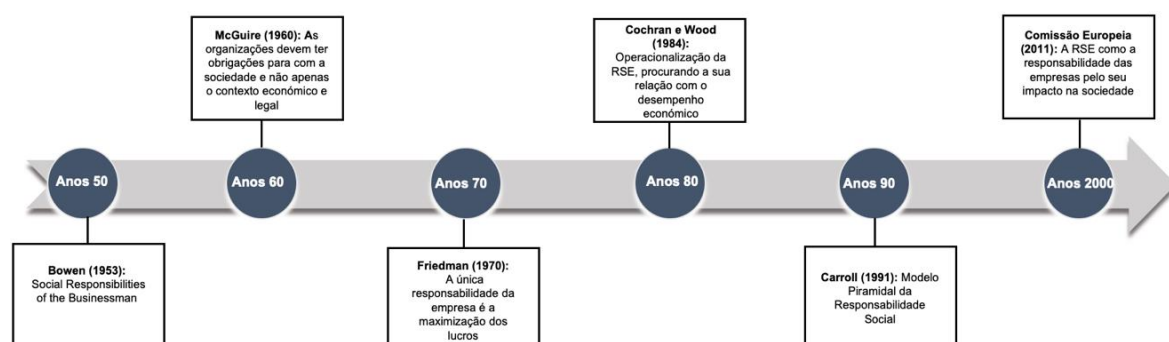 McGuire (1960): As
organizações devem ter
obrigações para com a
sociedade e não apenas
o contexto económico e
legal
Cochran e Wood
(1984):
Operacionalização da
RSE, procurando a sua
relação com o
desempenho
económico
Comissão Europeia
(2011): A RSE como a
responsabilidade das
empresas pelo seu
impacto na sociedade
Anos 50
Anos 60
Anos 70
Anos 80
Anos 90
Anos 2000
Bowen (1953):
Social Responsibilities
of the Businessman
Friedman (1970):
A única
responsabilidade da
empresa é a
maximização dos
lucros
Carroll (1991): Modelo
Piramidal da
Responsabilidade
Social